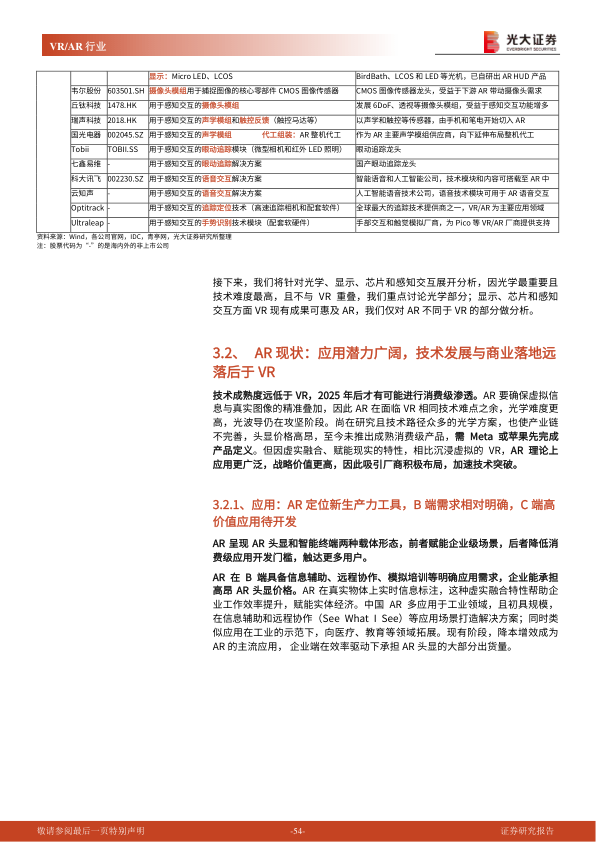 VR/AR 行业
光大证券
EVERBRIGHT SECURITIES
显示：Micro LED、LCOS BirdBath、LCOS 和 LED 等光机，已自研出 AR HUD 产品
韦尔股份 603501.SH 摄像头模组用于捕捉图像的核心零部件 CMOS 图像传感器 CMOS 图像传感器龙头，受益于下游 AR 带动摄像头需求
丘钛科技 1478.HK 用于感知交互的摄像头模组 发展 6DoF、透视等摄像头模组，受益于感知交互功能增多
瑞声科技 2018.HK 用于感知交互的声学模组和触控反馈（触控马达等） 以声学和触控等传感器，由手机和笔电开始切入 AR
国光电器 002045.SZ 用于感知交互的声学模组 代工组装：AR 整机代工 作为 AR 主要声学模组供应商，向下延伸布局整机代工
Tobii TOBII.SS 用于感知交互的眼动追踪模块（微型相机和红外 LED 照明） 眼动追踪龙头
七鑫易维 - 用于感知交互的眼动追踪解决方案 国产眼动追踪龙头
科大讯飞 002230.SZ 用于感知交互的语音交互解决方案 智能语音和人工智能公司，技术模块和内容可搭载至 AR 中
云知声 - 用于感知交互的语音交互解决方案 人工智能语音技术公司，语音技术模块可用于 AR 语音交互
Optitrack - 用于感知交互的追踪定位技术（高速追踪相机和配套软件） 全球最大的追踪技术提供商之一，VR/AR 为主要应用领域
Ultraleap - 用于感知交互的手势识别技术模块（配套软硬件） 手部交互和触觉模拟厂商，为 Pico 等 VR/AR 厂商提供支持
资料来源：Wind，各公司官网，IDC，青亭网，光大证券研究所整理
注：股票代码为“-”的是海内外的非上市公司
接下来，我们将针对光学、显示、芯片和感知交互展开分析，因光学最重要且
技术难度最高，且不与 VR 重叠，我们重点讨论光学部分；显示、芯片和感知
交互方面 VR 现有成果可惠及 AR，我们仅对 AR 不同于 VR 的部分做分析。
3.2、 AR 现状：应用潜力广阔，技术发展与商业落地远
落后于 VR
技术成熟度远低于 VR，2025 年后才有可能进行消费级渗透。AR 要确保虚拟信
息与真实图像的精准叠加，因此 AR 在面临 VR 相同技术难点之余，光学难度更
高，光波导仍在攻坚阶段。尚在研究且技术路径众多的光学方案，也使产业链
不完善，头显价格高昂，至今未推出成熟消费级产品，需 Meta 或苹果先完成
产品定义。但因虚实融合、赋能现实的特性，相比沉浸虚拟的 VR，AR 理论上
应用更广泛，战略价值更高，因此吸引厂商积极布局，加速技术突破。
3.2.1、应用：AR 定位新生产力工具，B 端需求相对明确，C 端高
价值应用待开发
AR 呈现 AR 头显和智能终端两种载体形态，前者赋能企业级场景，后者降低消
费级应用开发门槛，触达更多用户。
AR 在 B 端具备信息辅助、远程协作、模拟培训等明确应用需求，企业能承担
高昂 AR 头显价格。AR 在真实物体上实时信息标注，这种虚实融合特性帮助企
业工作效率提升，赋能实体经济。中国 AR 多应用于工业领域，且初具规模，
在信息辅助和远程协作（See What I See）等应用场景打造解决方案；同时类
似应用在工业的示范下，向医疗、教育等领域拓展。现有阶段，降本增效成为
AR 的主流应用， 企业端在效率驱动下承担 AR 头显的大部分出货量。
敬请参阅最后一页特别声明 -54- 证券研究报告